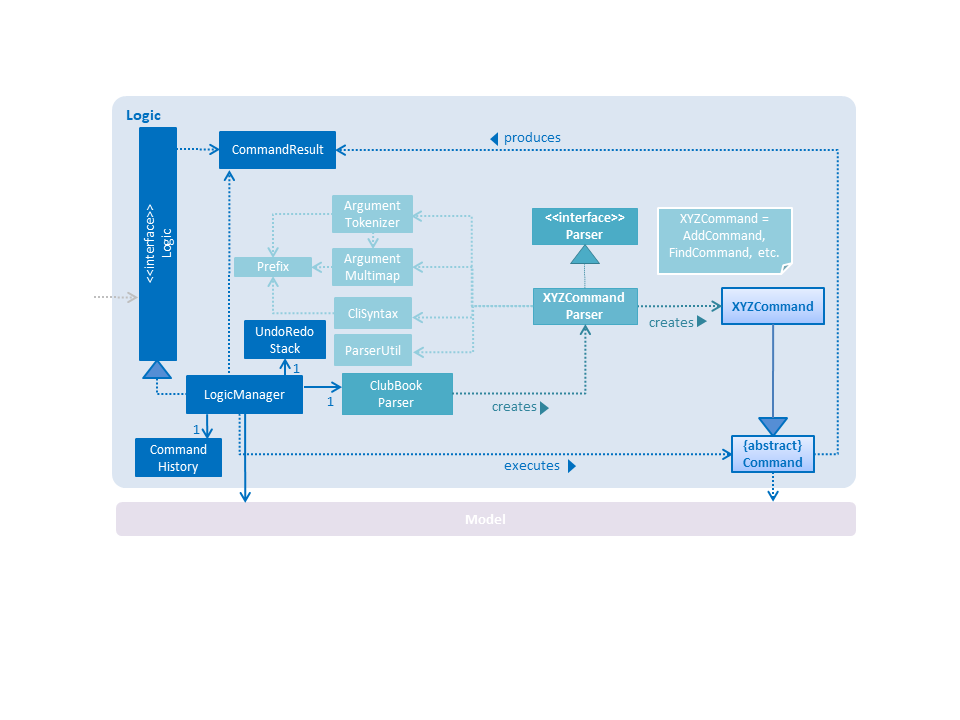 Logic
<<interface>>
Logic
CommandResult
produces
Argument
Tokenizer
<<interface>>
Parser
XYZCommand =
AddCommand,
FindCommand, etc.
Prefix
Argument
Multimap
XYZCommand
Parser
creates
XYZCommand
CliSyntax
UndoRedo
Stack
ParserUtil
1
LogicManager
1
ClubBook
Parser
creates
1
Command
History
executes
{abstract}
Command
Model